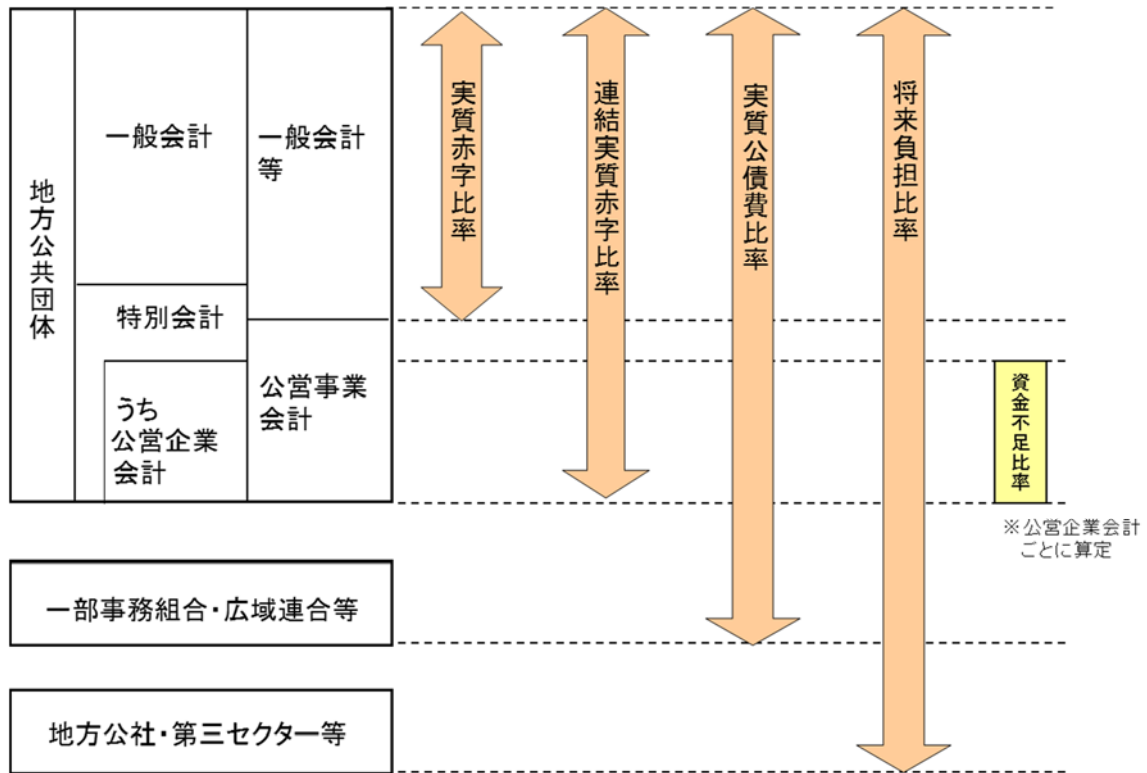 地方公共団体
一般会計
一般会計
等
特別会計
うち
公営企業
会計
公営事業
会計
実質赤字比率
連結実質赤字比率
実質公債費比率
将来負担比率
資金不足比率
※公営企業会計
ごとに算定
一部事務組合・広域連合等
地方公社・第三セクター等